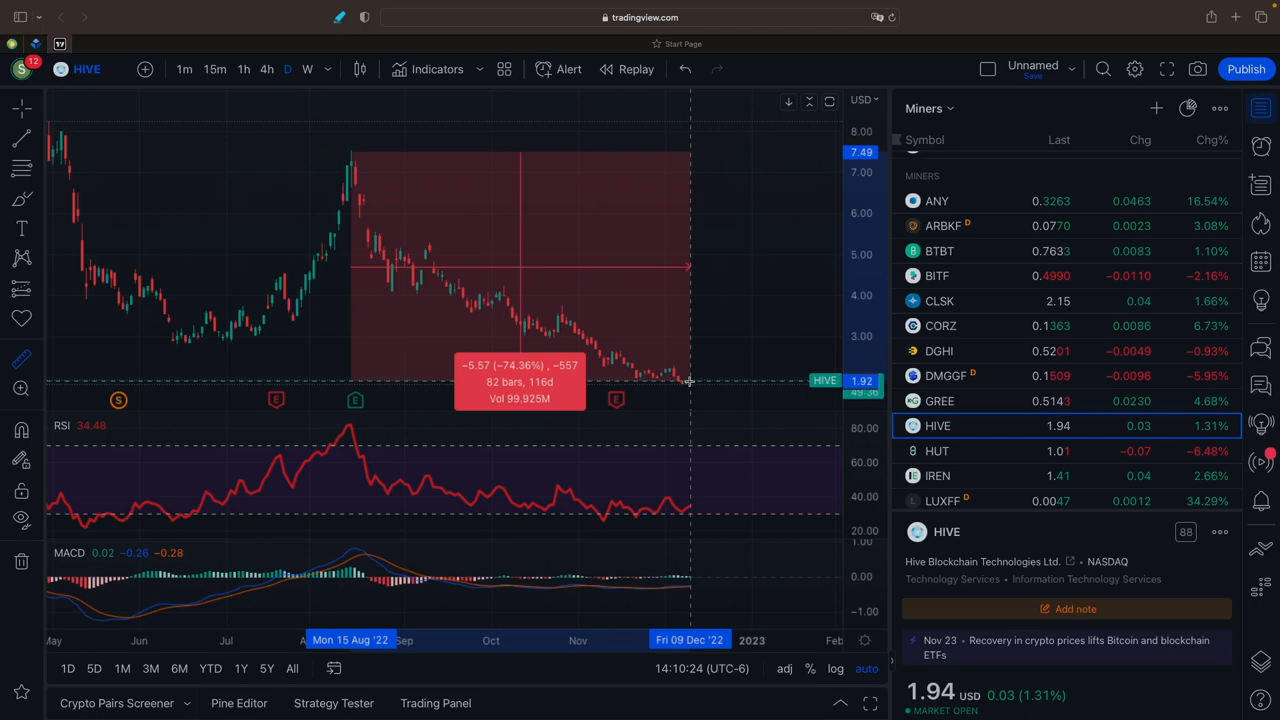 tradingview.com
Start Page
S
12
HIVE
1m 15m 1h 4h D W
Indicators
Alert
Replay
Unnamed
Save
Publish
USD
8.00
7.49
7.00
6.00
5.00
4.00
3.00
HIVE 1.92
49:36
−5.57 (−74.36%) , −557
82 bars, 116d
Vol 99.925M
S E E E
RSI 34.48
80.00
60.00
40.00
20.00
MACD 0.02 −0.26 −0.28
1.00
0.00
−1.00
May Jun Jul A Mon 15 Aug '22 Sep Oct Nov Fri 09 Dec '22 2023 Feb
1D 5D 1M 3M 6M YTD 1Y 5Y All
14:10:24 (UTC-6) adj % log auto
Crypto Pairs Screener Pine Editor Strategy Tester Trading Panel
Miners
Symbol Last Chg Chg%
MINERS
ANY 0.3263 0.0463 16.54%
ARBKF D 0.0770 0.0023 3.08%
BTBT 0.7633 0.0083 1.10%
BITF 0.4990 −0.0110 −2.16%
CLSK 2.15 0.04 1.66%
CORZ 0.1363 0.0086 6.73%
DGHI 0.5201 −0.0049 −0.93%
DMGGF D 0.1509 −0.0096 −5.95%
GREE 0.5143 0.0230 4.68%
HIVE 1.94 0.03 1.31%
HUT 1.01 −0.07 −6.48%
IREN 1.41 0.04 2.66%
LUXFF D 0.0047 0.0012 34.29%
HIVE
88
Hive Blockchain Technologies Ltd. • NASDAQ
Technology Services • Information Technology Services
Add note
Nov 23 • Recovery in crypto prices lifts Bitcoin and blockchain
ETFs
1.94 USD 0.03 (1.31%)
MARKET OPEN